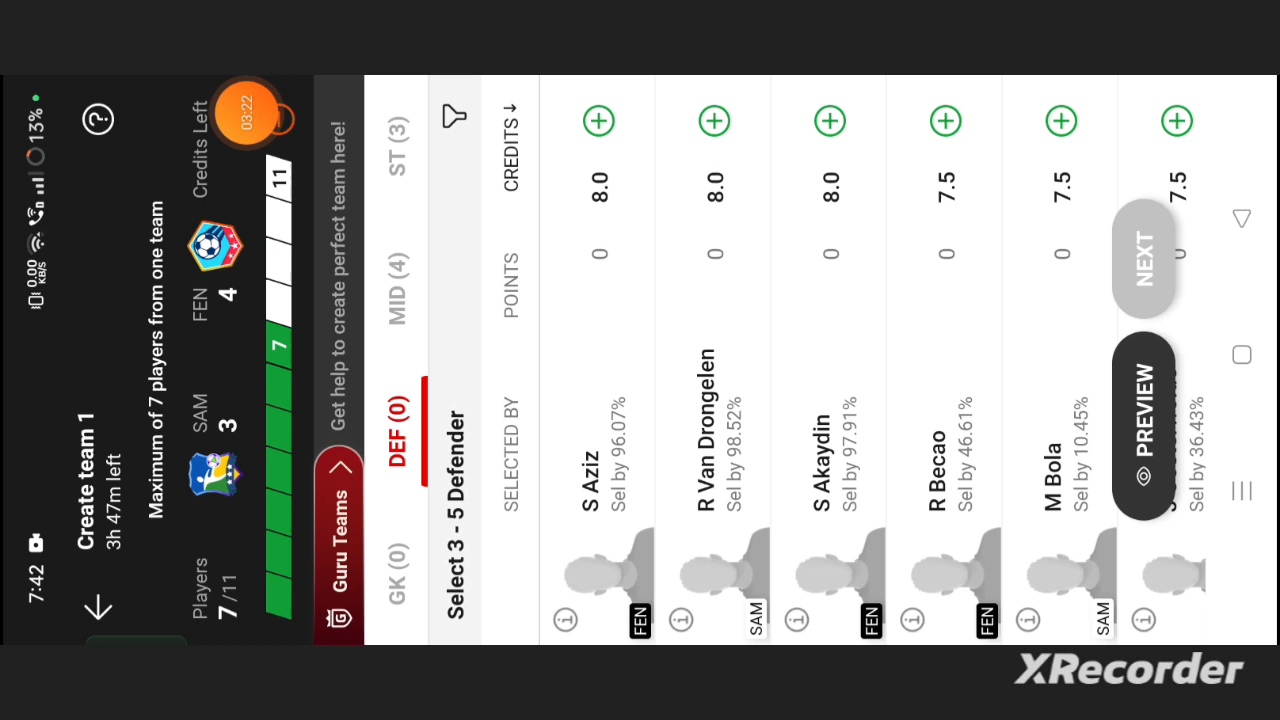 7:42
0.00
KB/S
13%
Create team 1
3h 47m left
Maximum of 7 players from one team
Players
7 /11
SAM
3
FEN
4
Credits Left
03:22
7
11
Guru Teams
Get help to create perfect team here!
GK (0)
DEF (0)
MID (4)
ST (3)
Select 3 - 5 Defender
SELECTED BY
POINTS
CREDITS
FEN
S Aziz
Sel by 96.07%
0
8.0
SAM
R Van Drongelen
Sel by 98.52%
0
8.0
FEN
S Akaydin
Sel by 97.91%
0
8.0
FEN
R Becao
Sel by 46.61%
0
7.5
SAM
M Bola
Sel by 10.45%
0
7.5
Sel by 36.43%
0
7.5
PREVIEW
NEXT
XRecorder